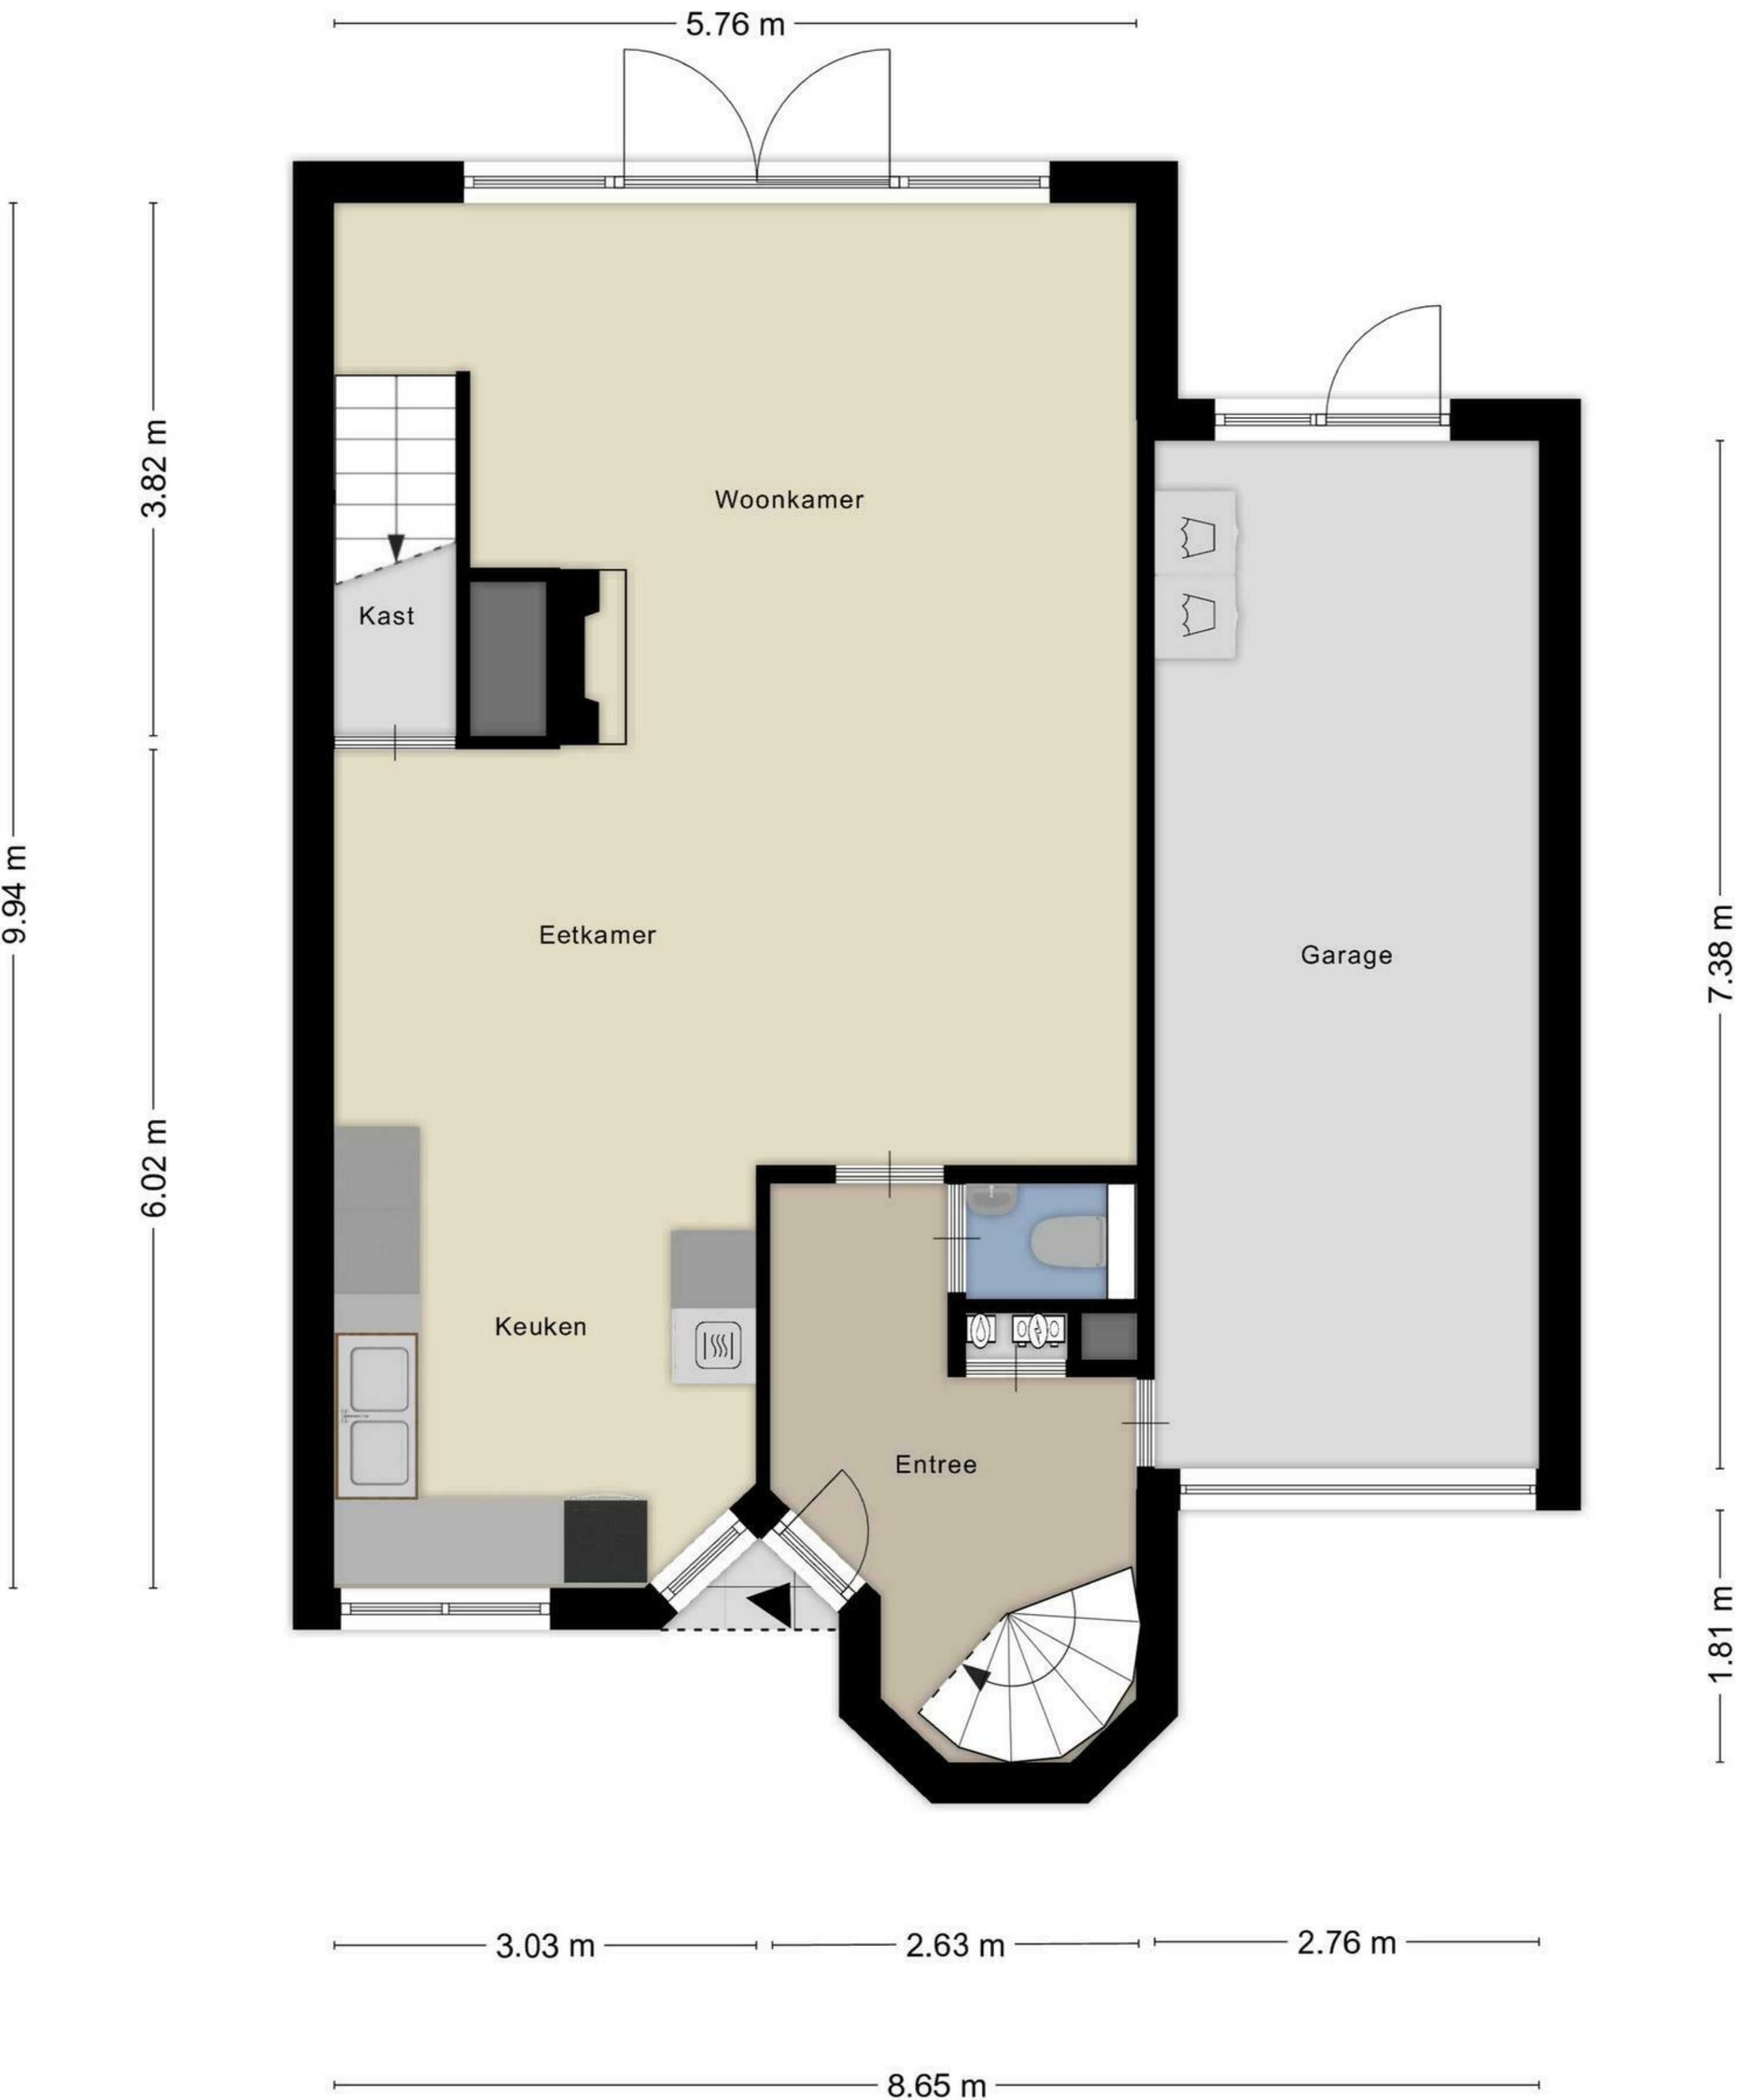 5.76 m
3.82 m
Woonkamer
Kast
9.94 m
7.38 m
Eetkamer
Garage
6.02 m
Keuken
Entree
1.81 m
3.03 m
2.63 m
2.76 m
8.65 m